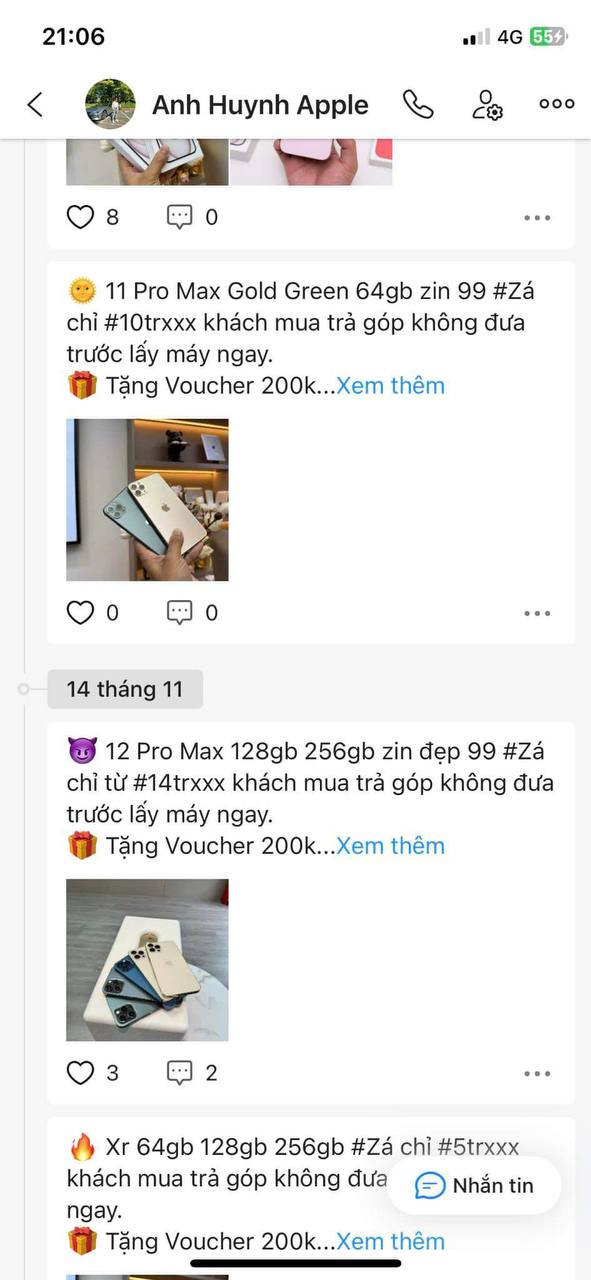 21:06
4G 55
Anh Huynh Apple
8 0
🌞 11 Pro Max Gold Green 64gb zin 99 #Zá
chỉ #10trxxx khách mua trả góp không đưa
trước lấy máy ngay.
🎁 Tặng Voucher 200k...Xem thêm
0 0
14 tháng 11
😈 12 Pro Max 128gb 256gb zin đẹp 99 #Zá
chỉ từ #14trxxx khách mua trả góp không đưa
trước lấy máy ngay.
🎁 Tặng Voucher 200k...Xem thêm
3 2
🔥 Xr 64gb 128gb 256gb #Zá chỉ #5trxxx
khách mua trả góp không đưa
Nhắn tin
ngay.
🎁 Tặng Voucher 200k...Xem thêm